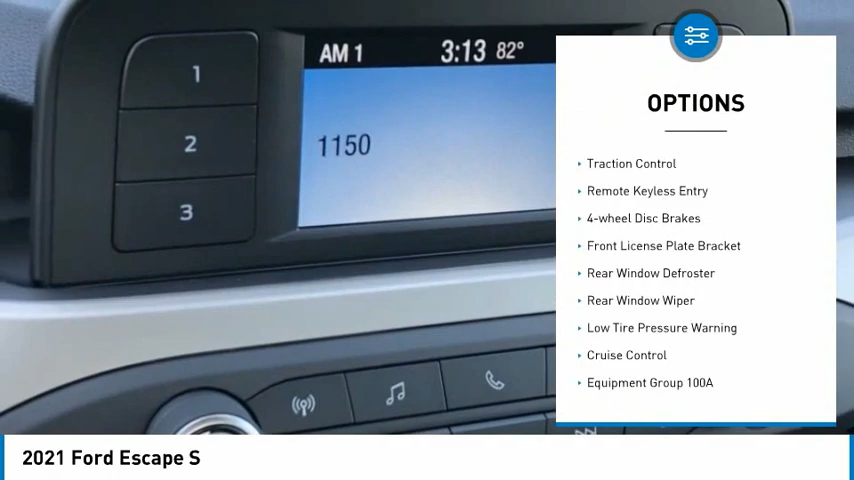 AM 1 3:13 82°
1
2
3
1150
OPTIONS
Traction Control
Remote Keyless Entry
4-wheel Disc Brakes
Front License Plate Bracket
Rear Window Defroster
Rear Window Wiper
Low Tire Pressure Warning
Cruise Control
Equipment Group 100A
2021 Ford Escape S